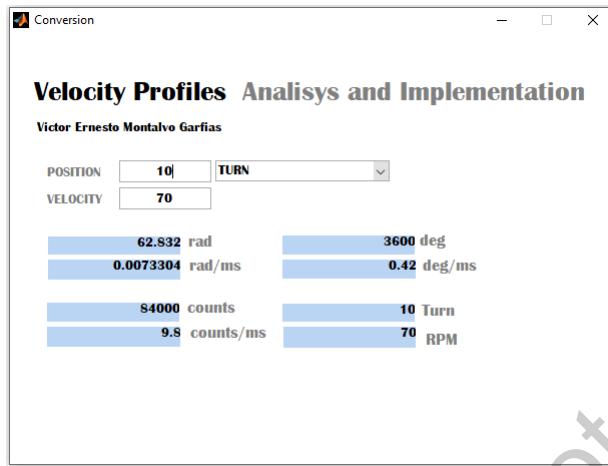 Conversion
Velocity Profiles Analisys and Implementation
Victor Ernesto Montalvo Garfias
POSITION 10 TURN
VELOCITY 70
62.832 rad 3600 deg
0.0073304 rad/ms 0.42 deg/ms
84000 counts 10 Turn
9.8 counts/ms 70 RPM